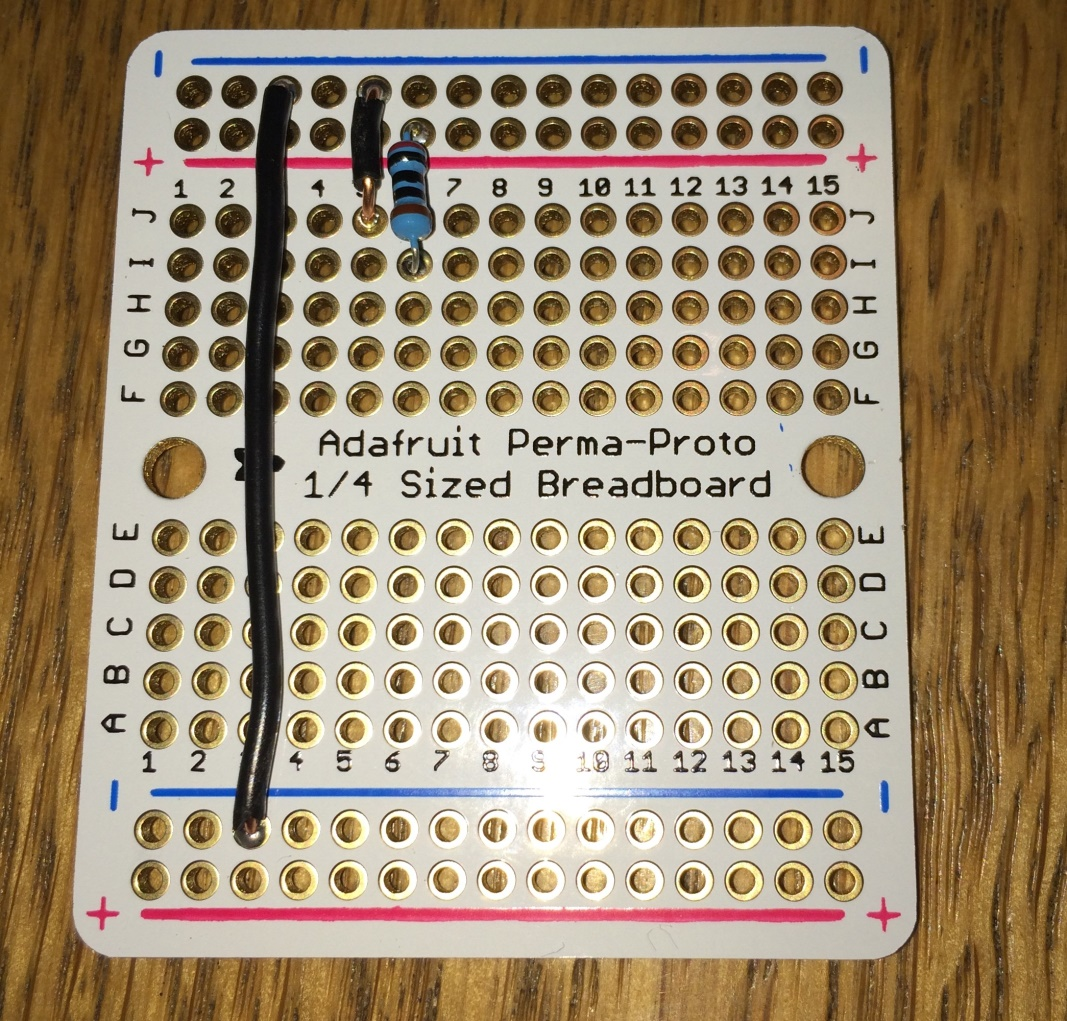 - -
+ +
1 2 4 7 8 9 10 11 12 13 14 15
J J
I I
H H
G G
F F
Adafruit Perma-Proto
1/4 Sized Breadboard
E E
D D
C C
B B
A A
1 2 4 5 6 7 8 9 10 11 12 13 14 15
- -
+ +